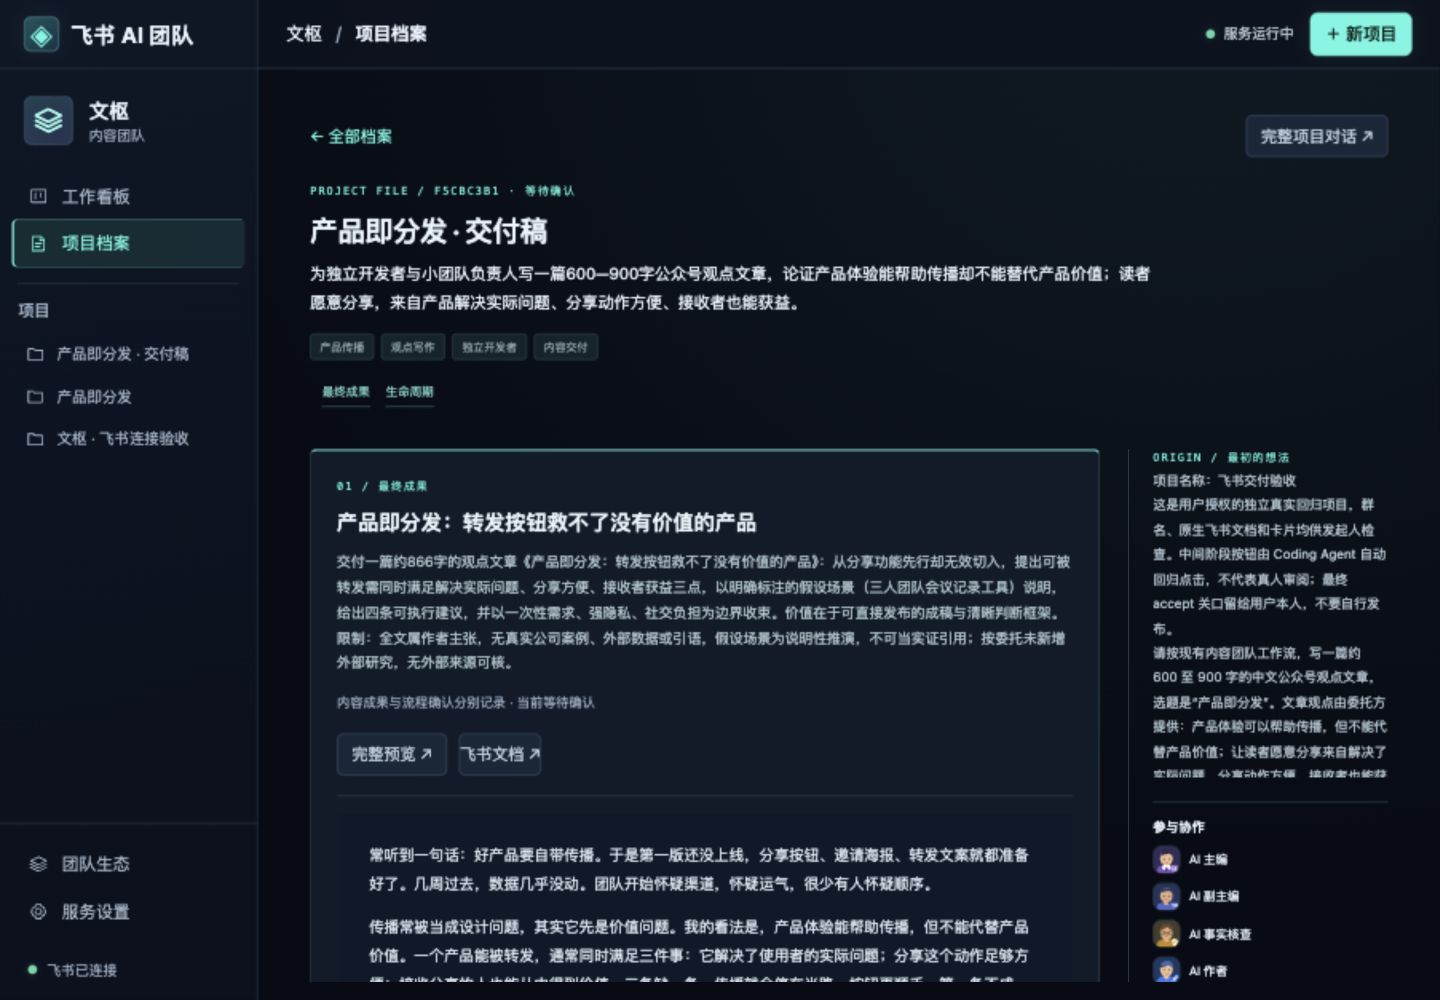 飞书 AI 团队
文枢 / 项目档案
服务运行中
+ 新项目
文枢
内容团队
工作看板
项目档案
项目
产品即分发 · 交付稿
产品即分发
文枢 · 飞书连接验收
团队生态
服务设置
飞书已连接
← 全部档案
完整项目对话 ↗
PROJECT FILE / F5CBC3B1 · 等待确认
产品即分发 · 交付稿
为独立开发者与小团队负责人写一篇600—900字公众号观点文章，论证产品体验能帮助传播却不能替代产品价值；读者
愿意分享，来自产品解决实际问题、分享动作方便、接收者也能获益。
产品传播
观点写作
独立开发者
内容交付
最终成果
生命周期
01 / 最终成果
产品即分发：转发按钮救不了没有价值的产品
交付一篇约866字的观点文章《产品即分发：转发按钮救不了没有价值的产品》：从分享功能先行却无效切入，提出可被
转发需同时满足解决实际问题、分享方便、接收者获益三点，以明确标注的假设场景（三人团队会议记录工具）说明，
给出四条可执行建议，并以一次性需求、强隐私、社交负担为边界收束。价值在于可直接发布的成稿与清晰判断框架。
限制：全文属作者主张，无真实公司案例、外部数据或引语，假设场景为说明性推演，不可当实证引用；按委托未新增
外部研究，无外部来源可核。
内容成果与流程确认分别记录 · 当前等待确认
完整预览 ↗
飞书文档 ↗
常听到一句话：好产品要自带传播。于是第一版还没上线，分享按钮、邀请海报、转发文案就都准备
好了。几周过去，数据几乎没动。团队开始怀疑渠道，怀疑运气，很少有人怀疑顺序。
传播常被当成设计问题，其实它先是价值问题。我的看法是，产品体验能帮助传播，但不能代替产品
价值。一个产品能被转发，通常同时满足三件事：它解决了使用者的实际问题；分享这个动作足够方
ORIGIN / 最初的想法
项目名称：飞书交付验收
这是用户授权的独立真实回归项目，群
名、原生飞书文档和卡片均供发起人检
查。中间阶段按钮由 Coding Agent 自动
回归点击，不代表真人审阅；最终
accept 关口留给用户本人，不要自行发
布。
请按现有内容团队工作流，写一篇约
600 至 900 字的中文公众号观点文章，
选题是“产品即分发”。文章观点由委托方
提供：产品体验可以帮助传播，但不能代
替产品价值；让读者愿意分享来自解决了
实际问题、分享动作方便、接收者也能获
参与协作
AI 主编
AI 副主编
AI 事实核查
AI 作者